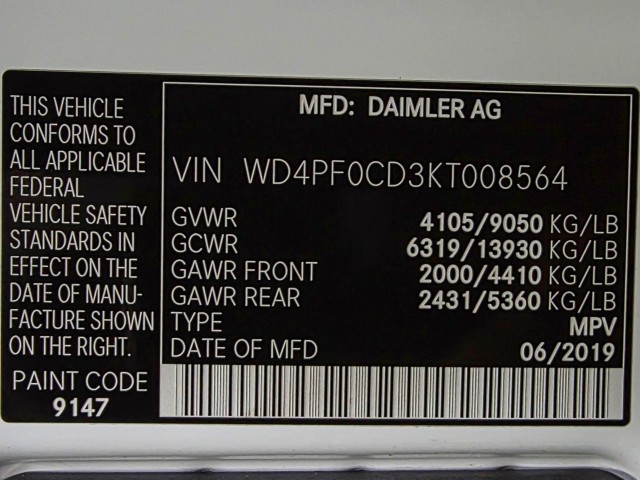 THIS VEHICLE
CONFORMS TO
ALL APPLICABLE
FEDERAL
VEHICLE SAFETY
STANDARDS IN
EFFECT ON THE
DATE OF MANU-
FACTURE SHOWN
ON THE RIGHT.
PAINT CODE
9147
MFD: DAIMLER AG
VIN WD4PF0CD3KT008564
GVWR 4105/9050 KG/LB
GCWR 6319/13930 KG/LB
GAWR FRONT 2000/4410 KG/LB
GAWR REAR 2431/5360 KG/LB
TYPE MPV
DATE OF MFD 06/2019